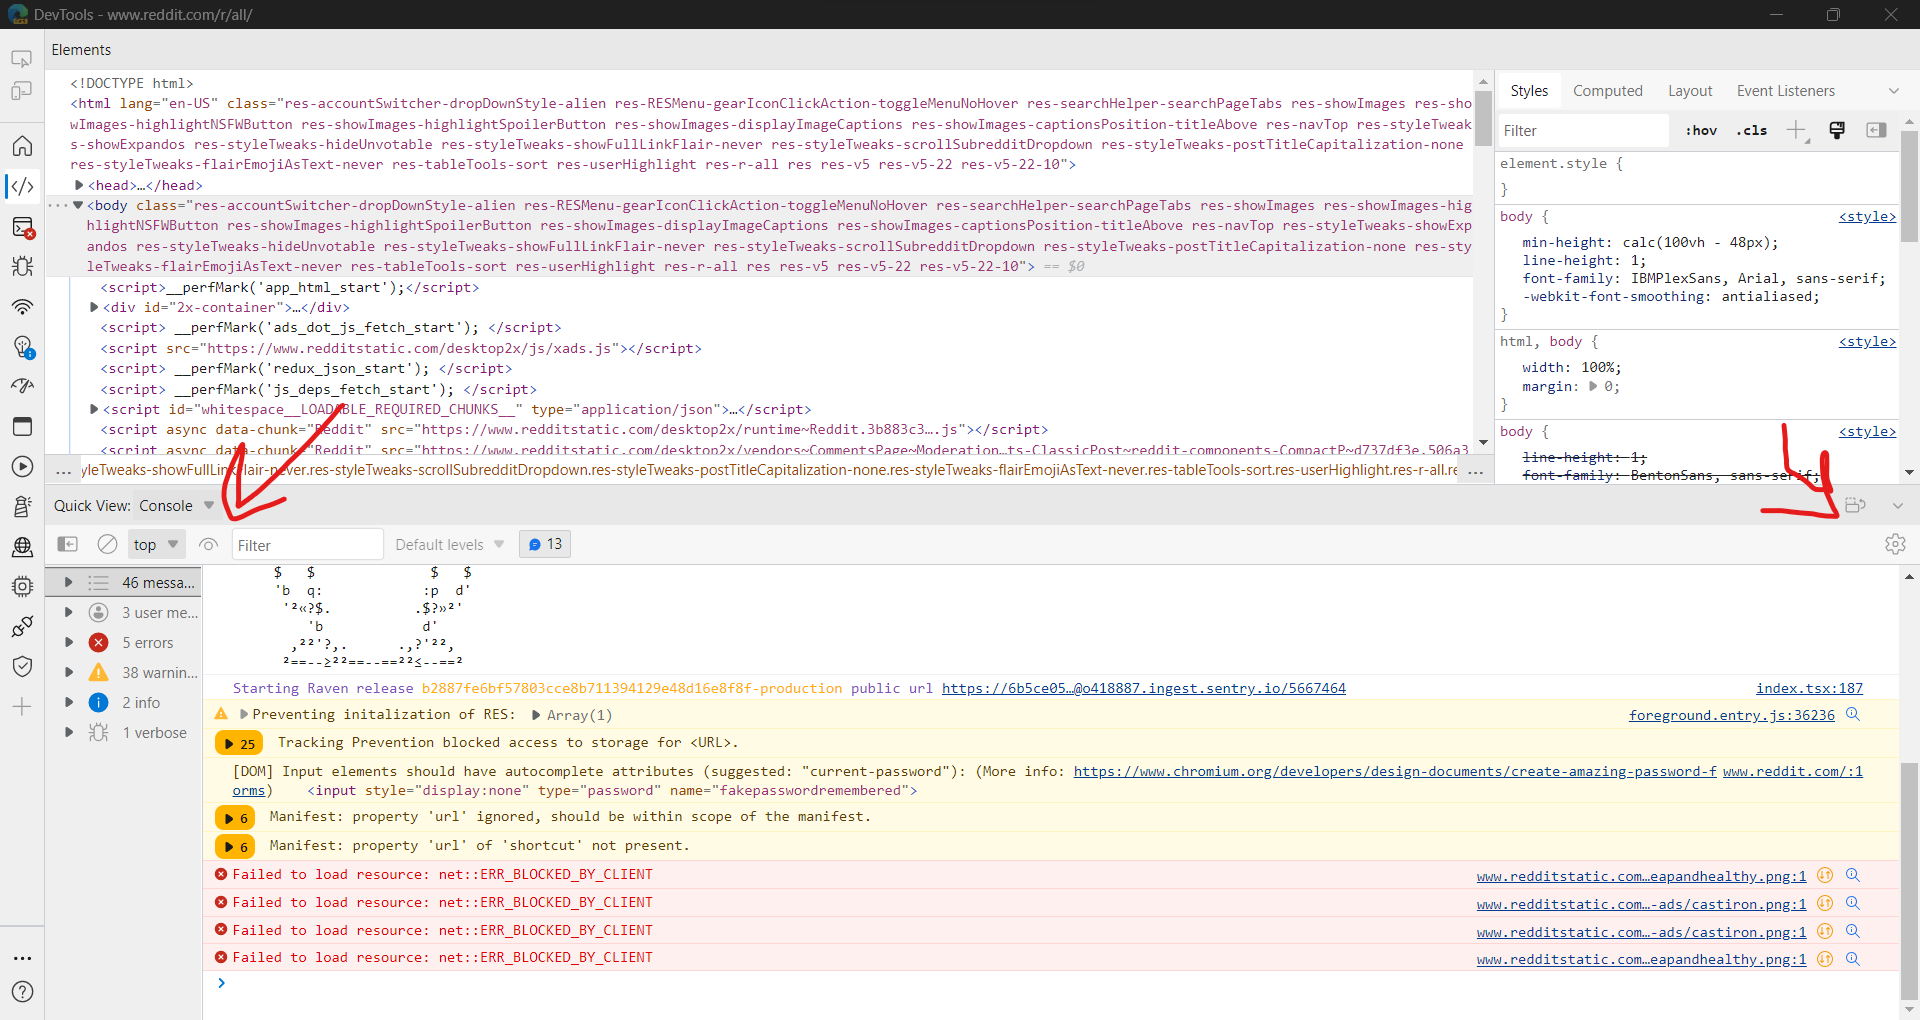 DevTools - www.reddit.com/r/all/
Elements
<!DOCTYPE html>
<html lang="en-US" class="res-accountSwitcher-dropDownStyle-alien res-RESMenu-gearIconClickAction-toggleMenuNoHover res-searchHelper-searchPageTabs res-showImages res-sho
wImages-highlightNSFWButton res-showImages-highlightSpoilerButton res-showImages-displayImageCaptions res-showImages-captionsPosition-titleAbove res-navTop res-styleTweak
s-showExpandos res-styleTweaks-hideUnvotable res-styleTweaks-showFullLinkFlair-never res-styleTweaks-scrollSubredditDropdown res-styleTweaks-postTitleCapitalization-none
res-styleTweaks-flairEmojiAsText-never res-tableTools-sort res-userHighlight res-r-all res res-v5 res-v5-22 res-v5-22-10">
<head>…</head>
<body class="res-accountSwitcher-dropDownStyle-alien res-RESMenu-gearIconClickAction-toggleMenuNoHover res-searchHelper-searchPageTabs res-showImages res-showImages-hig
hlightNSFWButton res-showImages-highlightSpoilerButton res-showImages-displayImageCaptions res-showImages-captionsPosition-titleAbove res-navTop res-styleTweaks-showExp
andos res-styleTweaks-hideUnvotable res-styleTweaks-showFullLinkFlair-never res-styleTweaks-scrollSubredditDropdown res-styleTweaks-postTitleCapitalization-none res-sty
leTweaks-flairEmojiAsText-never res-tableTools-sort res-userHighlight res-r-all res res-v5 res-v5-22 res-v5-22-10"> == $0
<script>__perfMark('app_html_start');</script>
<div id="2x-container">…</div>
<script> __perfMark('ads_dot_js_fetch_start'); </script>
<script src="https://www.redditstatic.com/desktop2x/js/xads.js"></script>
<script> __perfMark('redux_json_start'); </script>
<script> __perfMark('js_deps_fetch_start'); </script>
<script id="whitespace__LOADABLE_REQUIRED_CHUNKS__" type="application/json">…</script>
<script async data-chunk="Reddit" src="https://www.redditstatic.com/desktop2x/runtime~Reddit.3b883c3….js"></script>
<script async data-chunk="Reddit" src="https://www.redditstatic.com/desktop2x/vendors~CommentsPage~Moderation…ts-ClassicPost~reddit-components-CompactP~d737df3e.506a3
... yleTweaks-showFullLinkFlair-never.res-styleTweaks-scrollSubredditDropdown.res-styleTweaks-postTitleCapitalization-none.res-styleTweaks-flairEmojiAsText-never.res-tableTools-sort.res-userHighlight.res-r-all.re ...
Styles Computed Layout Event Listeners
Filter :hov .cls
element.style {
}
body { <style>
min-height: calc(100vh - 48px);
line-height: 1;
font-family: IBMPlexSans, Arial, sans-serif;
-webkit-font-smoothing: antialiased;
}
html, body { <style>
width: 100%;
margin: 0;
}
body { <style>
line-height: 1;
font-family: BentonSans, sans-serif;
Quick View: Console
top Filter Default levels 13
46 messa...
3 user me...
5 errors
38 warnin...
2 info
1 verbose
$ $ $ $
'b q: :p d'
'²«?$. .$?»²'
'b d'
,²²'?,. .,?'²²,
²==--≥²²==--==²²≤--==²
Starting Raven release b2887fe6bf57803cce8b711394129e48d16e8f8f-production public url https://6b5ce05…@o418887.ingest.sentry.io/5667464 index.tsx:187
Preventing initalization of RES: Array(1) foreground.entry.js:36236
25 Tracking Prevention blocked access to storage for <URL>.
[DOM] Input elements should have autocomplete attributes (suggested: "current-password"): (More info: https://www.chromium.org/developers/design-documents/create-amazing-password-f www.reddit.com/:1
orms) <input style="display:none" type="password" name="fakepasswordremembered">
6 Manifest: property 'url' ignored, should be within scope of the manifest.
6 Manifest: property 'url' of 'shortcut' not present.
Failed to load resource: net::ERR_BLOCKED_BY_CLIENT www.redditstatic.com…eapandhealthy.png:1
Failed to load resource: net::ERR_BLOCKED_BY_CLIENT www.redditstatic.com…-ads/castiron.png:1
Failed to load resource: net::ERR_BLOCKED_BY_CLIENT www.redditstatic.com…-ads/castiron.png:1
Failed to load resource: net::ERR_BLOCKED_BY_CLIENT www.redditstatic.com…eapandhealthy.png:1